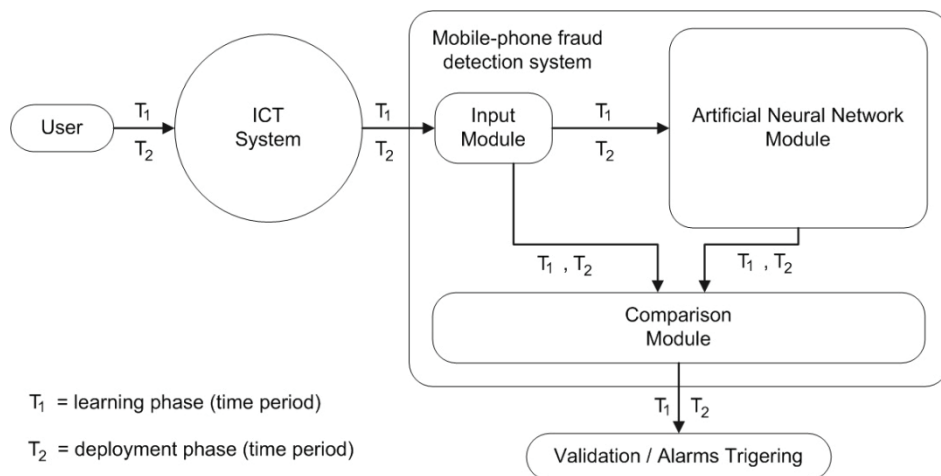 Mobile-phone fraud
detection system
User
T1
T2
ICT
System
T1
T2
Input
Module
T1
T2
Artificial Neural Network
Module
T1 , T2
T1 , T2
Comparison
Module
T1 = learning phase (time period)
T1 T2
T2 = deployment phase (time period)
Validation / Alarms Trigering